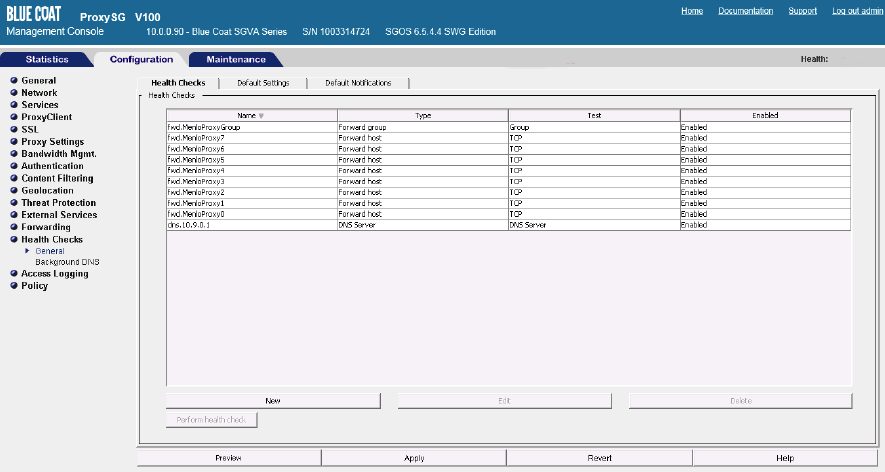 BLUE COAT ProxySG V100
Home Documentation Support Log out admin
Management Console 10.0.0.90 - Blue Coat SGVA Series S/N 1003314724 SGOS 6.5.4.4 SWG Edition
Statistics Configuration Maintenance Health:
General
Network
Services
ProxyClient
SSL
Proxy Settings
Bandwidth Mgmt.
Authentication
Content Filtering
Geolocation
Threat Protection
External Services
Forwarding
Health Checks
General
Background DNS
Access Logging
Policy
Health Checks Default Settings Default Notifications
Health Checks
Name Type Test Enabled
fwd.MenloProxyGroup Forward group Group Enabled
fwd.MenloProxy7 Forward host TCP Enabled
fwd.MenloProxy6 Forward host TCP Enabled
fwd.MenloProxy5 Forward host TCP Enabled
fwd.MenloProxy4 Forward host TCP Enabled
fwd.MenloProxy3 Forward host TCP Enabled
fwd.MenloProxy2 Forward host TCP Enabled
fwd.MenloProxy1 Forward host TCP Enabled
fwd.MenloProxy0 Forward host TCP Enabled
dns.10.9.0.1 DNS Server DNS Server Enabled
New Edit Delete
Perform health check
Preview Apply Revert Help